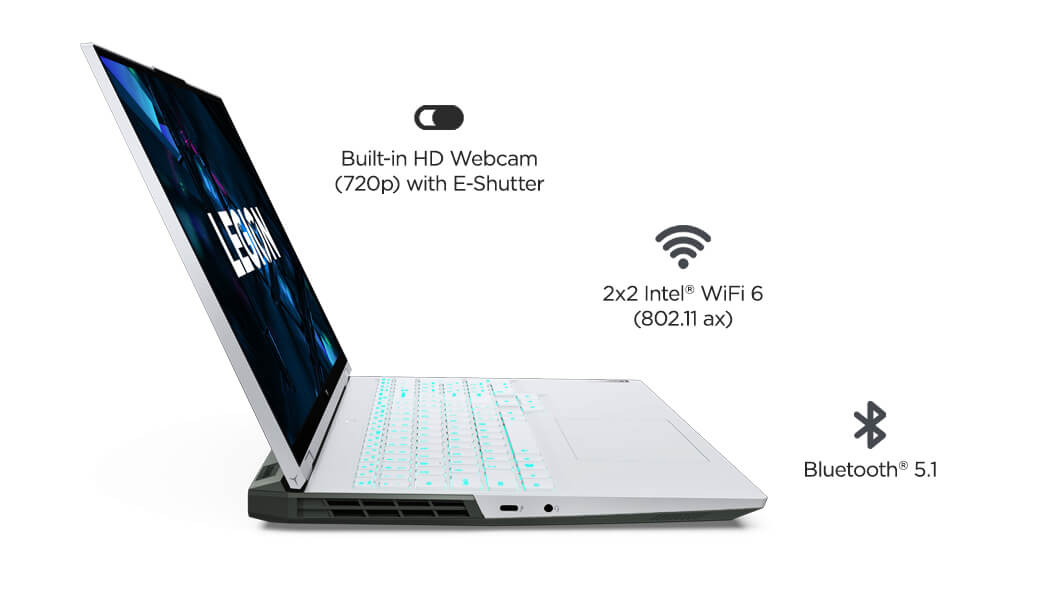 Built-in HD Webcam
(720p) with E-Shutter
LEGION
2x2 Intel® WiFi 6
(802.11 ax)
Bluetooth® 5.1